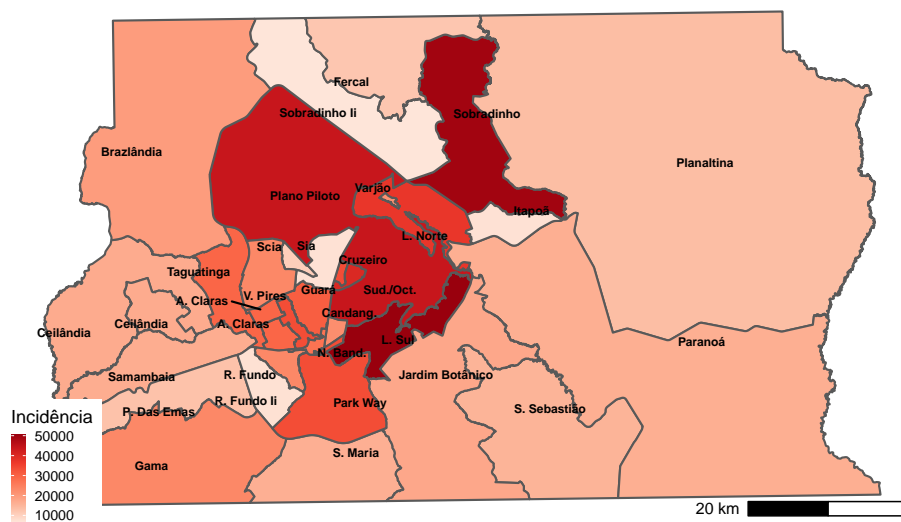 Fercal
Sobradinho Ii
Sobradinho
Brazlândia
Planaltina
Varjão
Plano Piloto
Itapoã
L. Norte
Scia
Sia
Cruzeiro
Taguatinga
V. Pires
Guará
Sud./Oct.
A. Claras
Candang.
Ceilândia
Ceilândia
A. Claras
L. Sul
Paranoá
N. Band.
Samambaia
R. Fundo
Jardim Botânico
P. Das Emas
R. Fundo Ii
Park Way
S. Sebastião
Gama
S. Maria
Incidência
50000
40000
30000
20000
10000
20 km